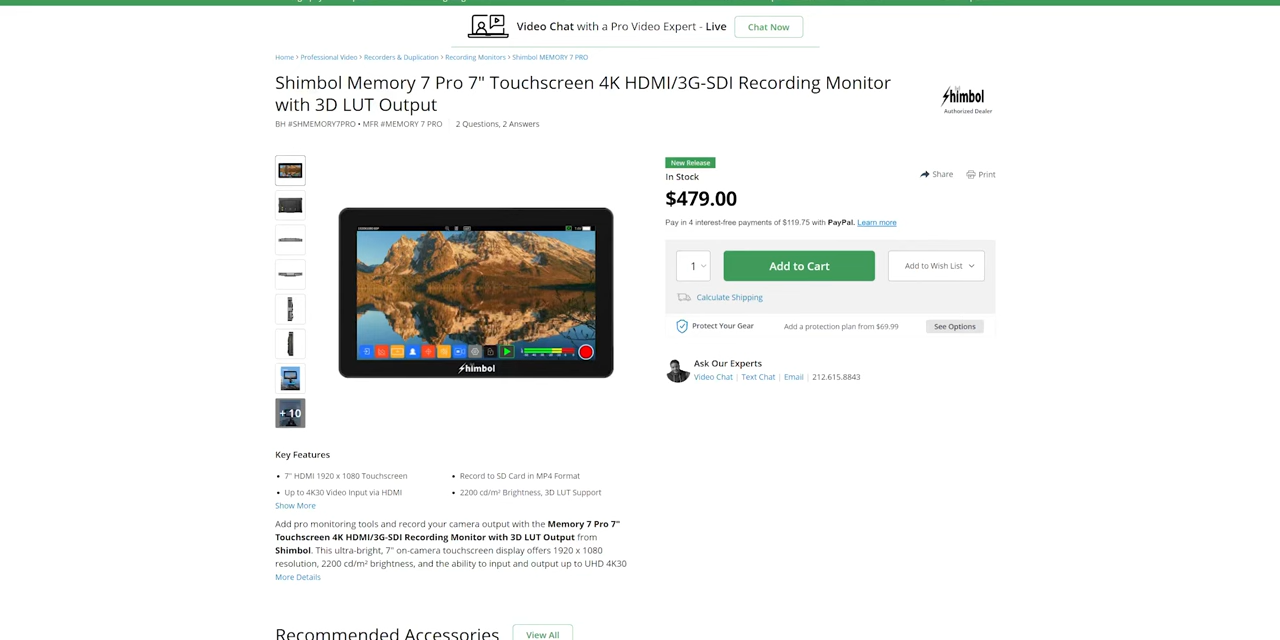 Video Chat with a Pro Video Expert - Live
Chat Now
Home › Professional Video › Recorders & Duplication › Recording Monitors › Shimbol MEMORY 7 PRO
Shimbol Memory 7 Pro 7" Touchscreen 4K HDMI/3G-SDI Recording Monitor
with 3D LUT Output
BH #SHMEMORY7PRO • MFR #MEMORY 7 PRO
2 Questions, 2 Answers
Shimbol
Authorized Dealer
+ 10
Shimbol
New Release
In Stock
Share
Print
$479.00
Pay in 4 interest-free payments of $119.75 with PayPal. Learn more
1
Add to Cart
Add to Wish List
Calculate Shipping
Protect Your Gear
Add a protection plan from $69.99
See Options
Ask Our Experts
Video Chat | Text Chat | Email | 212.615.8843
Key Features
• 7" HDMI 1920 x 1080 Touchscreen
• Record to SD Card in MP4 Format
• Up to 4K30 Video Input via HDMI
• 2200 cd/m² Brightness, 3D LUT Support
Show More
Add pro monitoring tools and record your camera output with the Memory 7 Pro 7"
Touchscreen 4K HDMI/3G-SDI Recording Monitor with 3D LUT Output from
Shimbol. This ultra-bright, 7" on-camera touchscreen display offers 1920 x 1080
resolution, 2200 cd/m² brightness, and the ability to input and output up to UHD 4K30
More Details
Recommended Accessories
View All